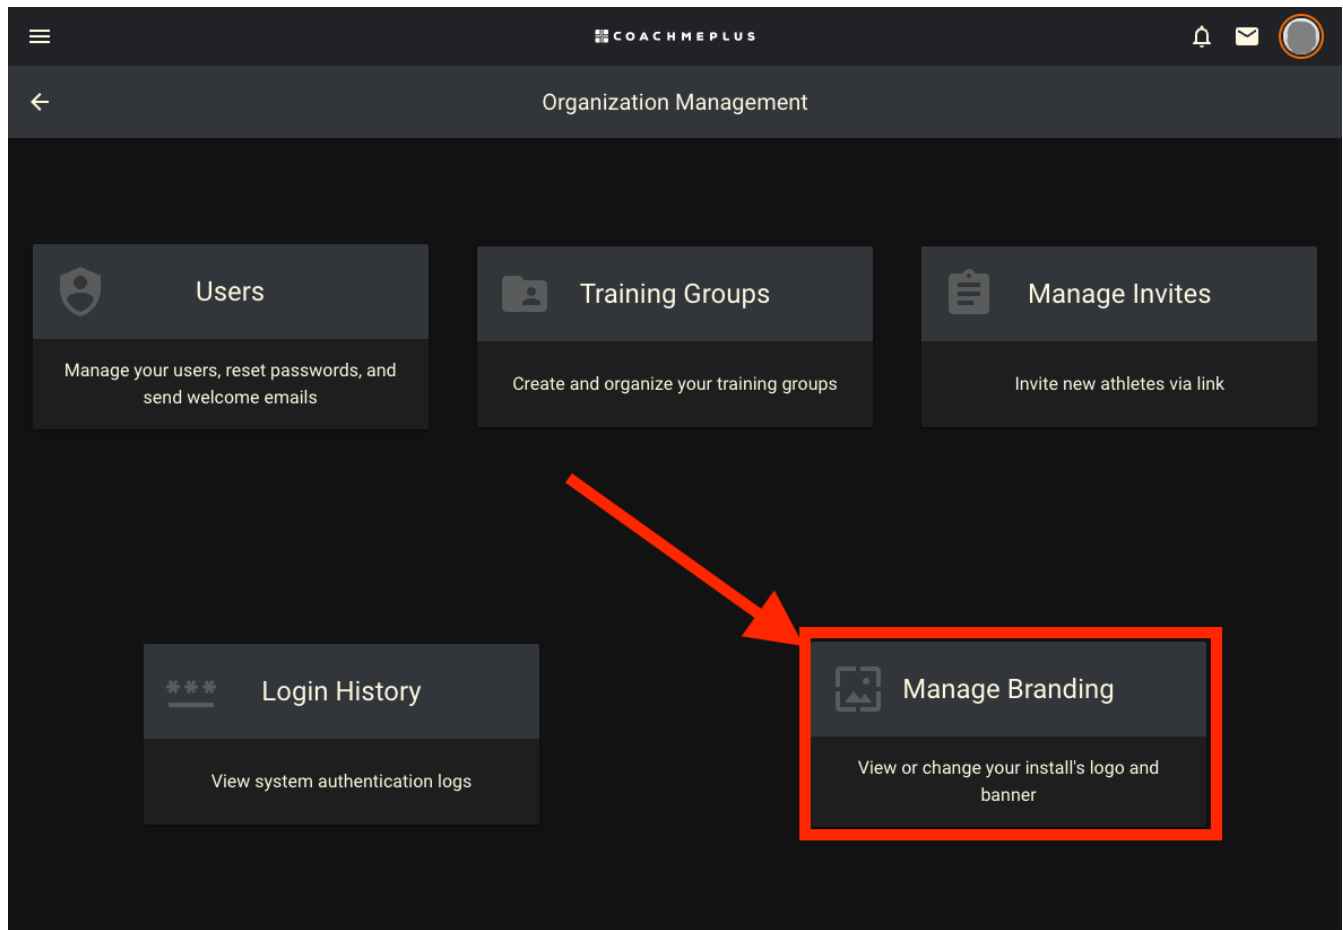 COACHMEPLUS
Organization Management
Users
Manage your users, reset passwords, and
send welcome emails
Training Groups
Create and organize your training groups
Manage Invites
Invite new athletes via link
*** Login History
View system authentication logs
Manage Branding
View or change your install's logo and
banner